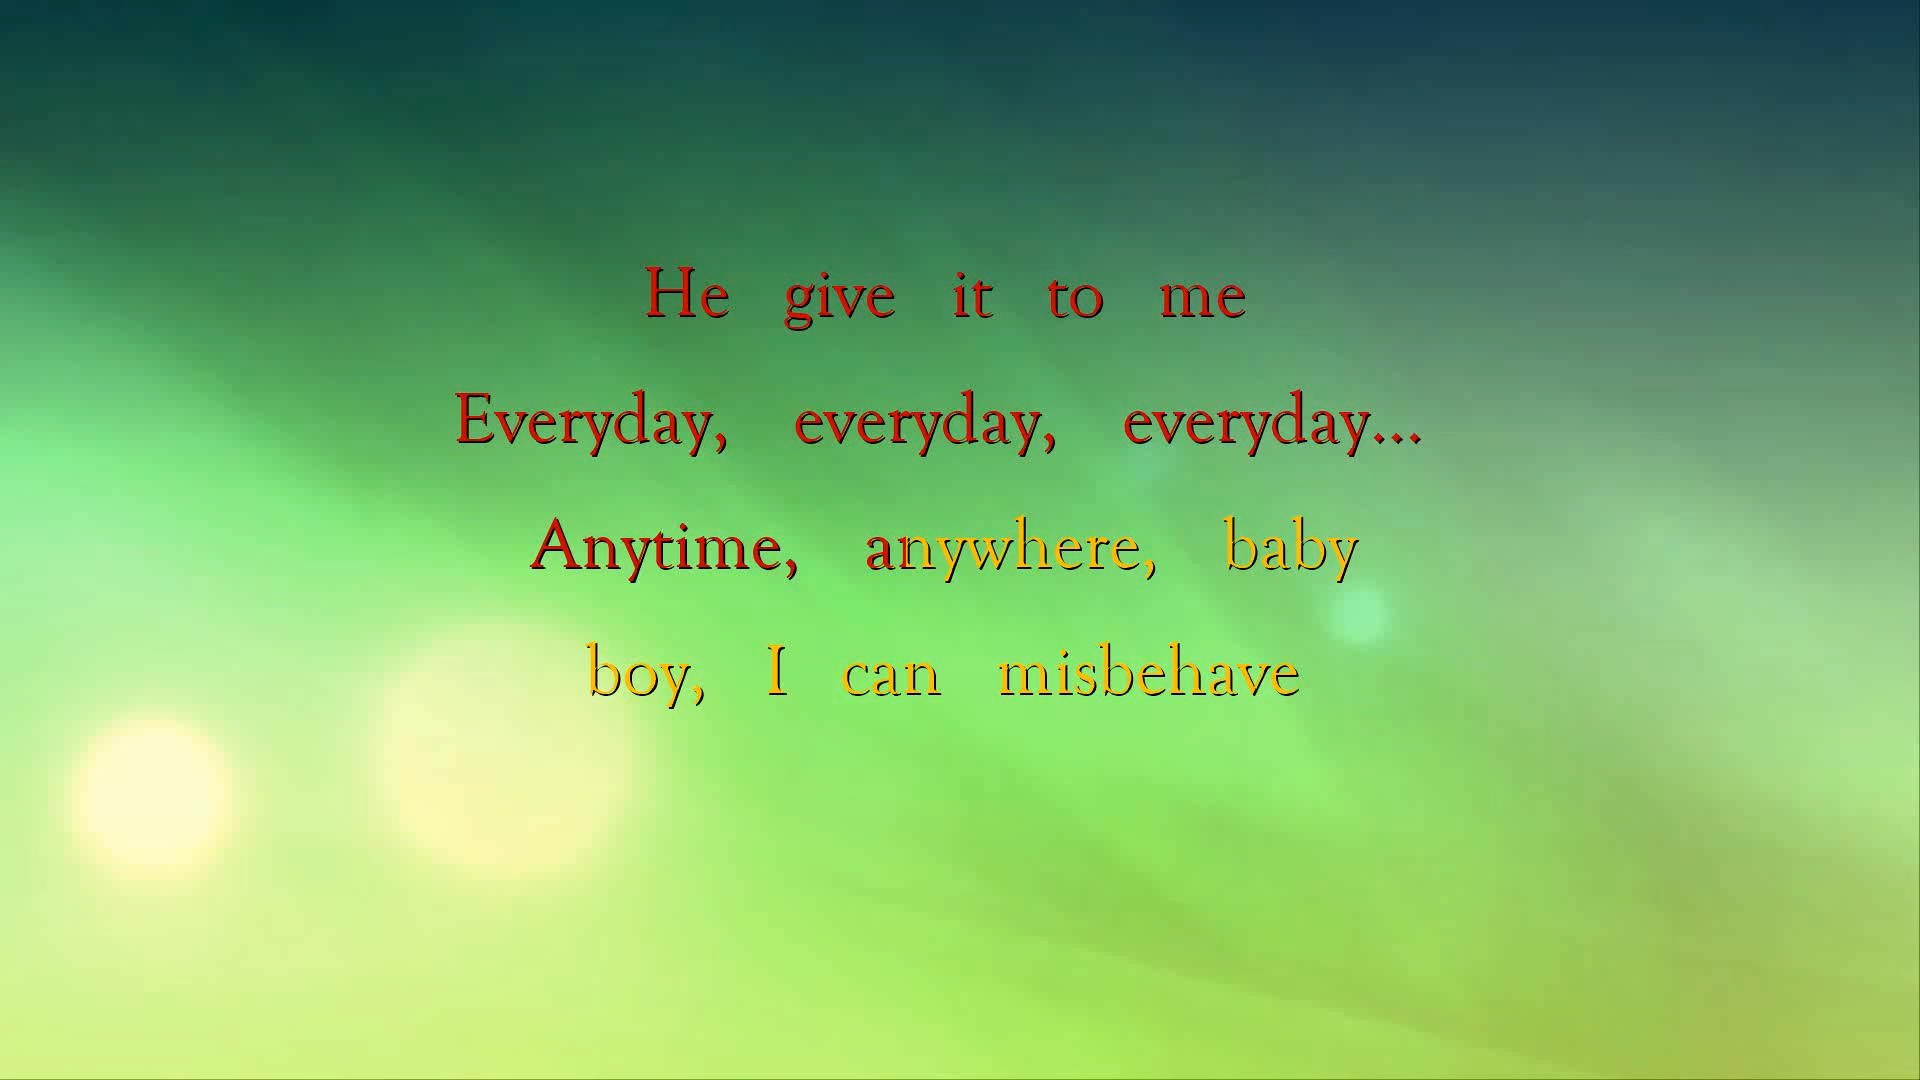 He give it to me
Everyday, everyday, everyday...
Anytime, anywhere, baby
boy, I can misbehave